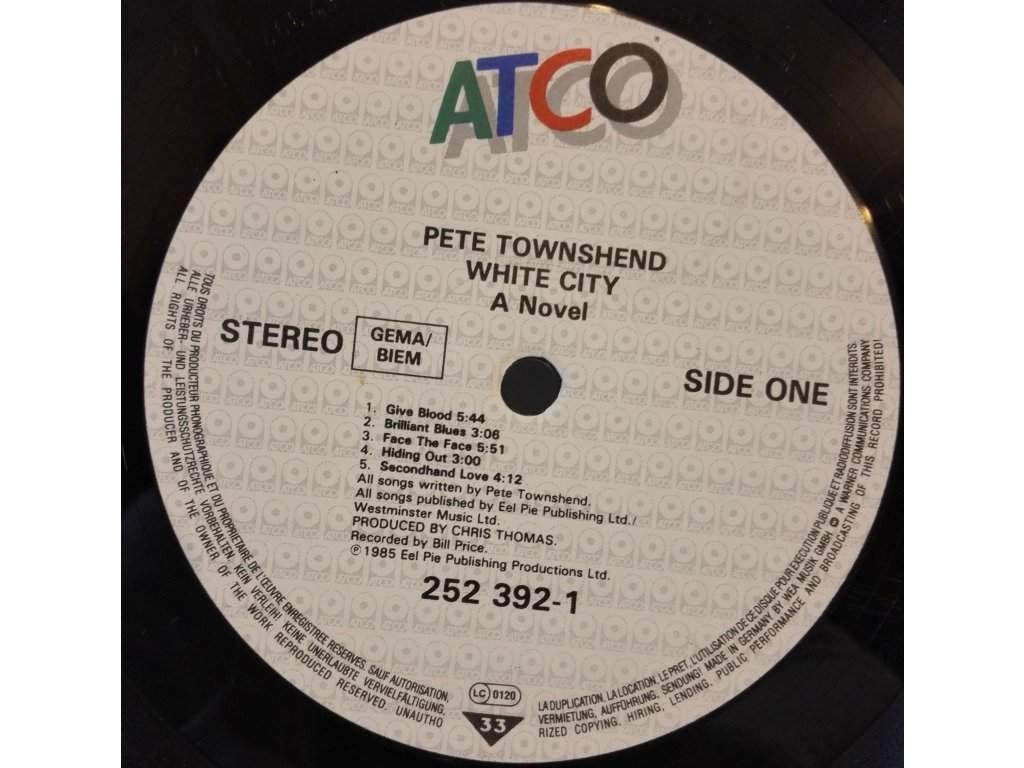 ATCO
PETE TOWNSHEND
WHITE CITY
A Novel
STEREO
GEMA/
BIEM
SIDE ONE
1. Give Blood 5:44
2. Brilliant Blues 3:06
3. Face The Face 5:51
4. Hiding Out 3:00
5. Secondhand Love 4:12
All songs written by Pete Townshend.
All songs published by Eel Pie Publishing Ltd./
Westminster Music Ltd.
PRODUCED BY CHRIS THOMAS.
Recorded by Bill Price.
℗ 1985 Eel Pie Publishing Productions Ltd.
252 392-1
TOUS DROITS DU PRODUCTEUR PHONOGRAPHIQUE ET DU PROPRIETAIRE DE L'ŒUVRE ENREGISTREE RESERVES. SAUF AUTORISATION,
ALLE URHEBER- UND LEISTUNGSSCHUTZRECHTE VORBEHALTEN. KEIN VERLEIH! KEINE UNERLAUBTE VERVIELFÄLTIGUNG,
ALL RIGHTS OF THE PRODUCER AND OF THE OWNER OF THE WORK REPRODUCED RESERVED. UNAUTHO
LC 0120
33
LA DUPLICATION, LA LOCATION, LE PRET, L'UTILISATION DE CE DISQUE POUR EXECUTION PUBLIQUE ET RADIODIFFUSION SONT INTERDITS.
VERMIETUNG, AUFFÜHRUNG, SENDUNG! MADE IN GERMANY BY WEA MUSIK GMBH A WARNER COMMUNICATIONS COMPANY
RIZED COPYING, HIRING, LENDING, PUBLIC PERFORMANCE AND BROADCASTING OF THIS RECORD PROHIBITED!